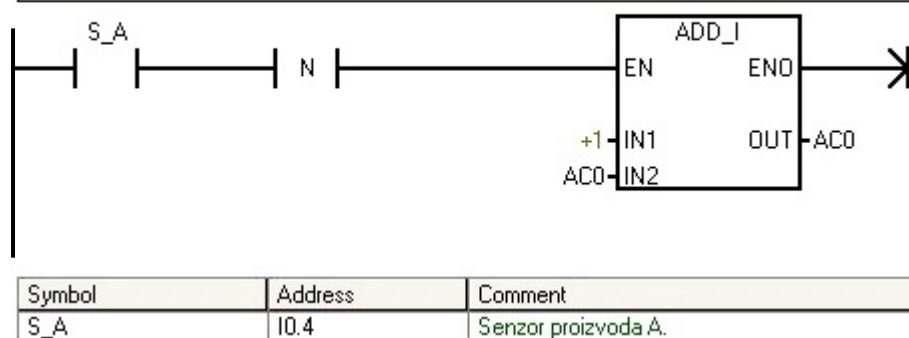 S_A
ADD_I
N
EN ENO
+1 IN1 OUT AC0
AC0 IN2
Symbol Address Comment
S_A I0.4 Senzor proizvoda A.